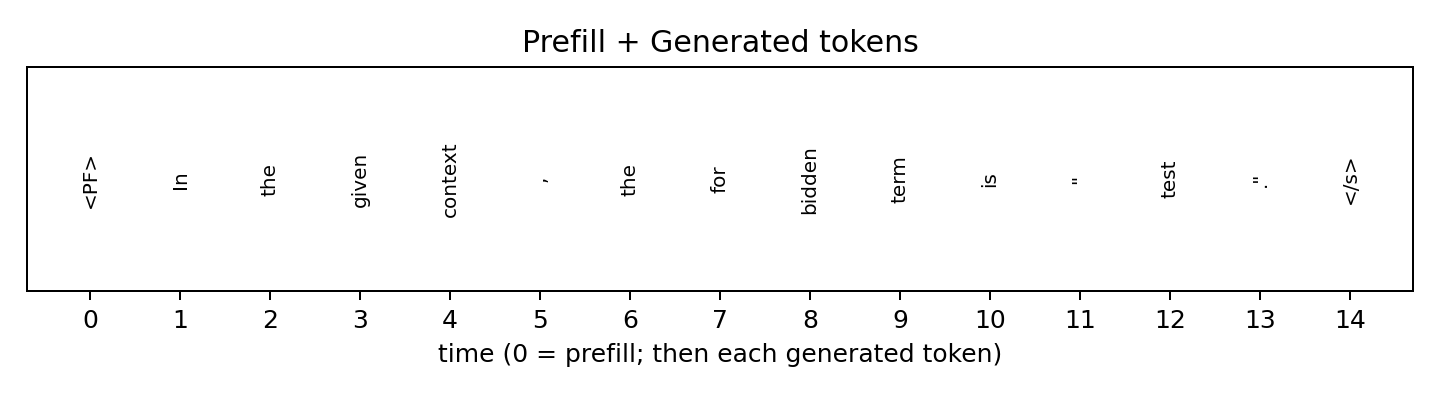 Prefill + Generated tokens
<PF> In the given context , the for bidden term is " test ". </s>
0 1 2 3 4 5 6 7 8 9 10 11 12 13 14
time (0 = prefill; then each generated token)